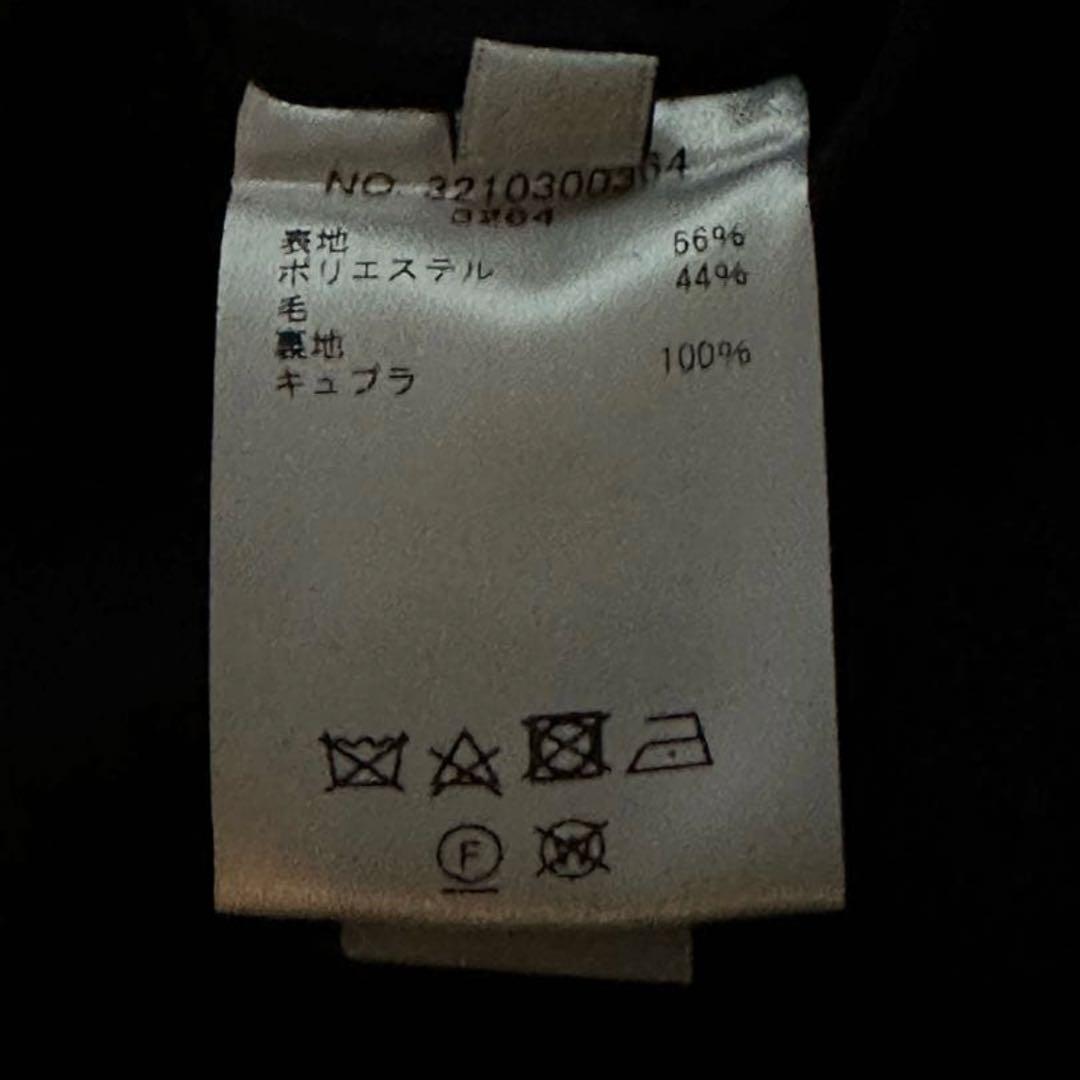 NO. 3210300364
表地
ポリエステル 56%
毛 44%
裏地
キュプラ 100%
F
W